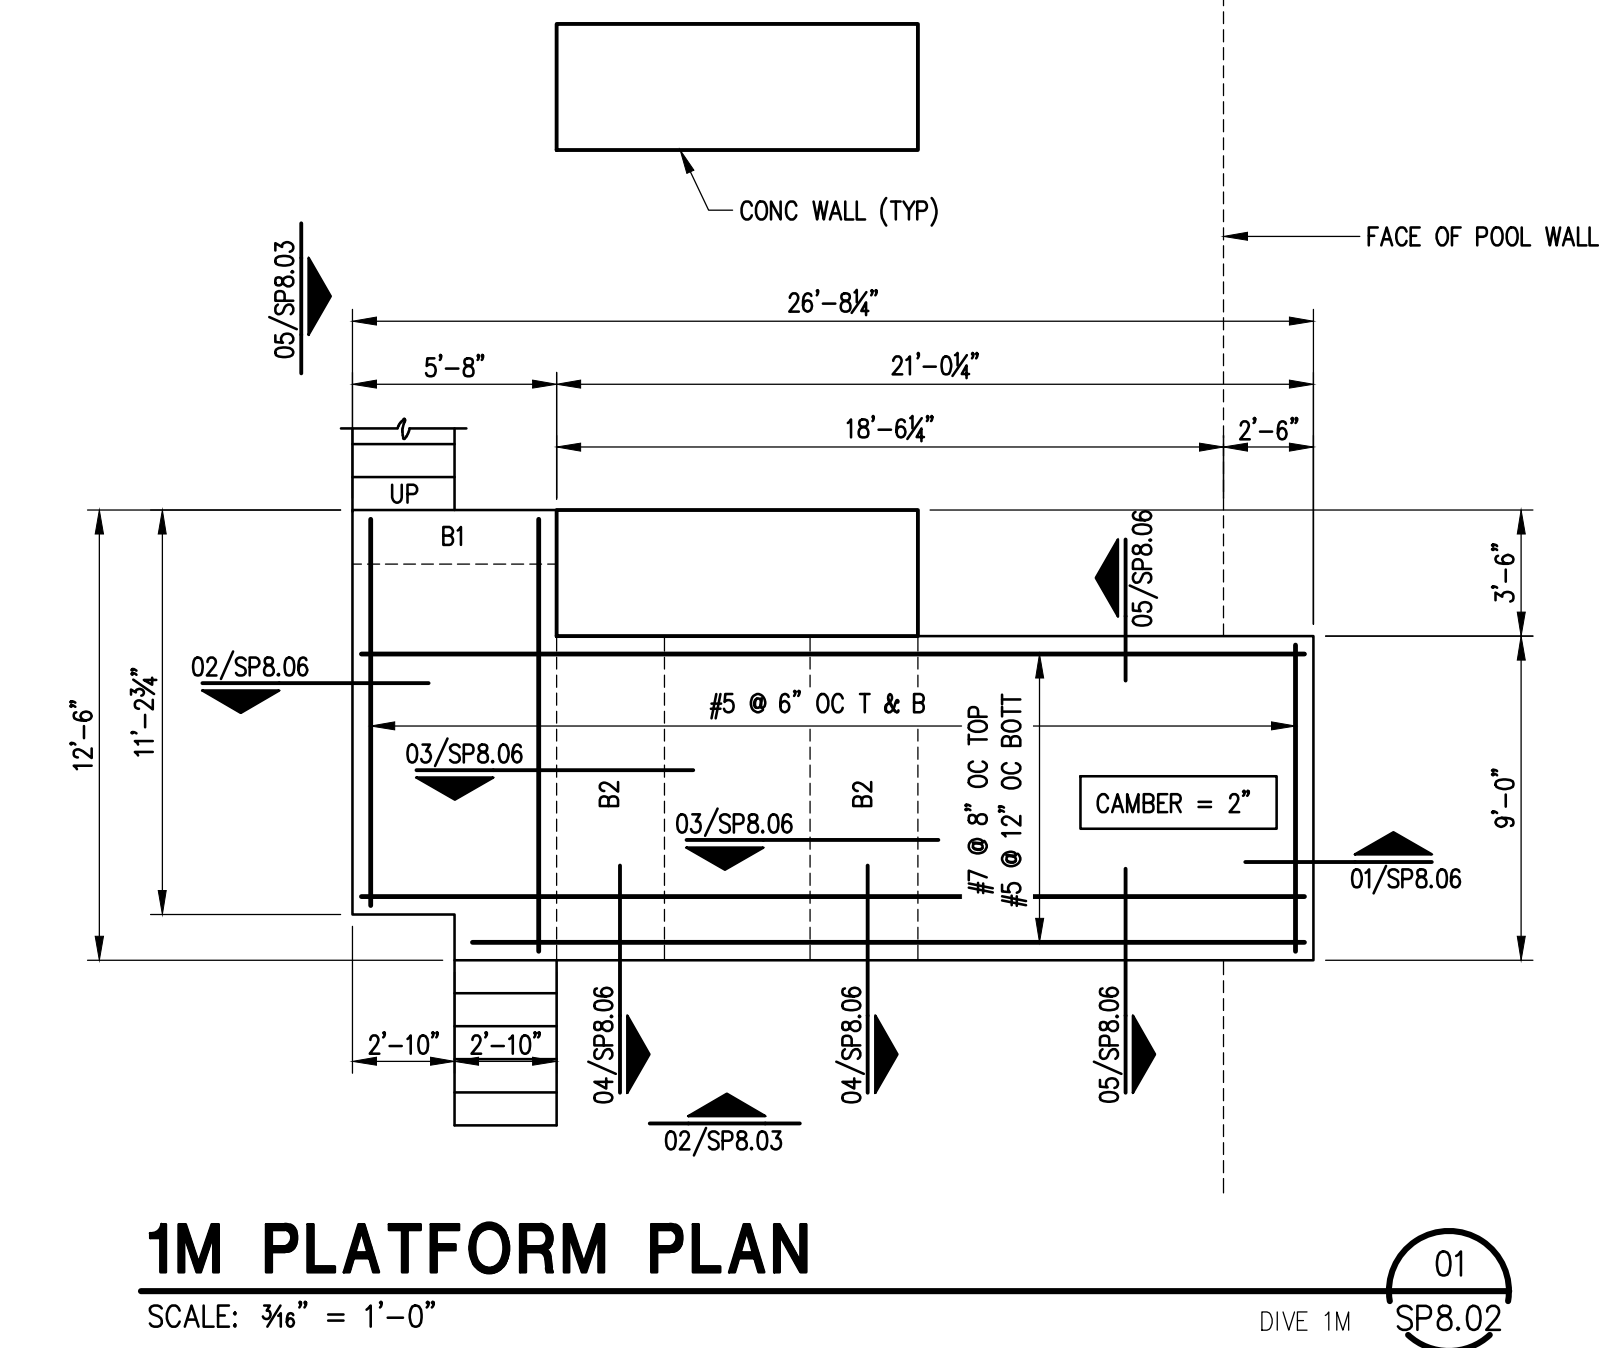 CONC WALL (TYP)
FACE OF POOL WALL
05/SP8.03
26'-8¼"
5'-8"
21'-0¼"
18'-6¼"
2'-6"
UP
B1
05/SP8.06
3'-6"
02/SP8.06
12'-6"
11'-2¾"
#5 @ 6" OC T & B
#7 @ 8" OC TOP
#5 @ 12" OC BOTT
03/SP8.06
B2
B2
03/SP8.06
CAMBER = 2"
9'-0"
01/SP8.06
2'-10"
2'-10"
04/SP8.06
04/SP8.06
05/SP8.06
02/SP8.03
1M PLATFORM PLAN
SCALE: 3/16" = 1'-0"
DIVE 1M
01
SP8.02